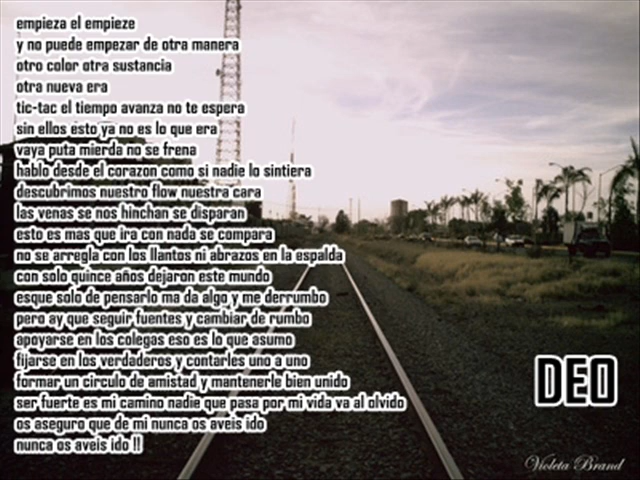 empieza el empieze
y no puede empezar de otra manera
otro color otra sustancia
otra nueva era
tic-tac el tiempo avanza no te espera
sin ellos esto ya no es lo que era
vaya puta mierda no se frena
hablo desde el corazon como si nadie lo sintiera
descubrimos nuestro flow nuestra cara
las venas se nos hinchan se disparan
esto es mas que ira con nada se compara
no se arregla con los llantos ni abrazos en la espalda
con solo quince años dejaron este mundo
esque solo de pensarlo ma da algo y me derrumbo
pero ay que seguir fuentes y cambiar de rumbo
apoyarse en los colegas eso es lo que asumo
fijarse en los verdaderos y contarles uno a uno
formar un circulo de amistad y mantenerle bien unido
ser fuerte es mi camino nadie que pasa por mi vida va al olvido
os aseguro que de mi nunca os aveis ido
nunca os aveis ido !!
DEO
Violeta Brand